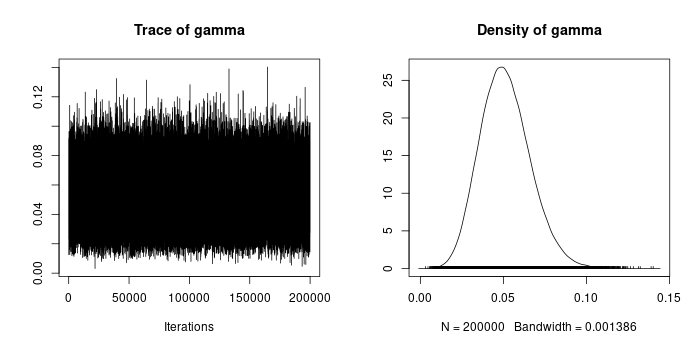 Trace of gamma
0.00 0.04 0.08 0.12
0 50000 100000 150000 200000
Iterations
Density of gamma
0 5 10 15 20 25
0.00 0.05 0.10 0.15
N = 200000 Bandwidth = 0.001386